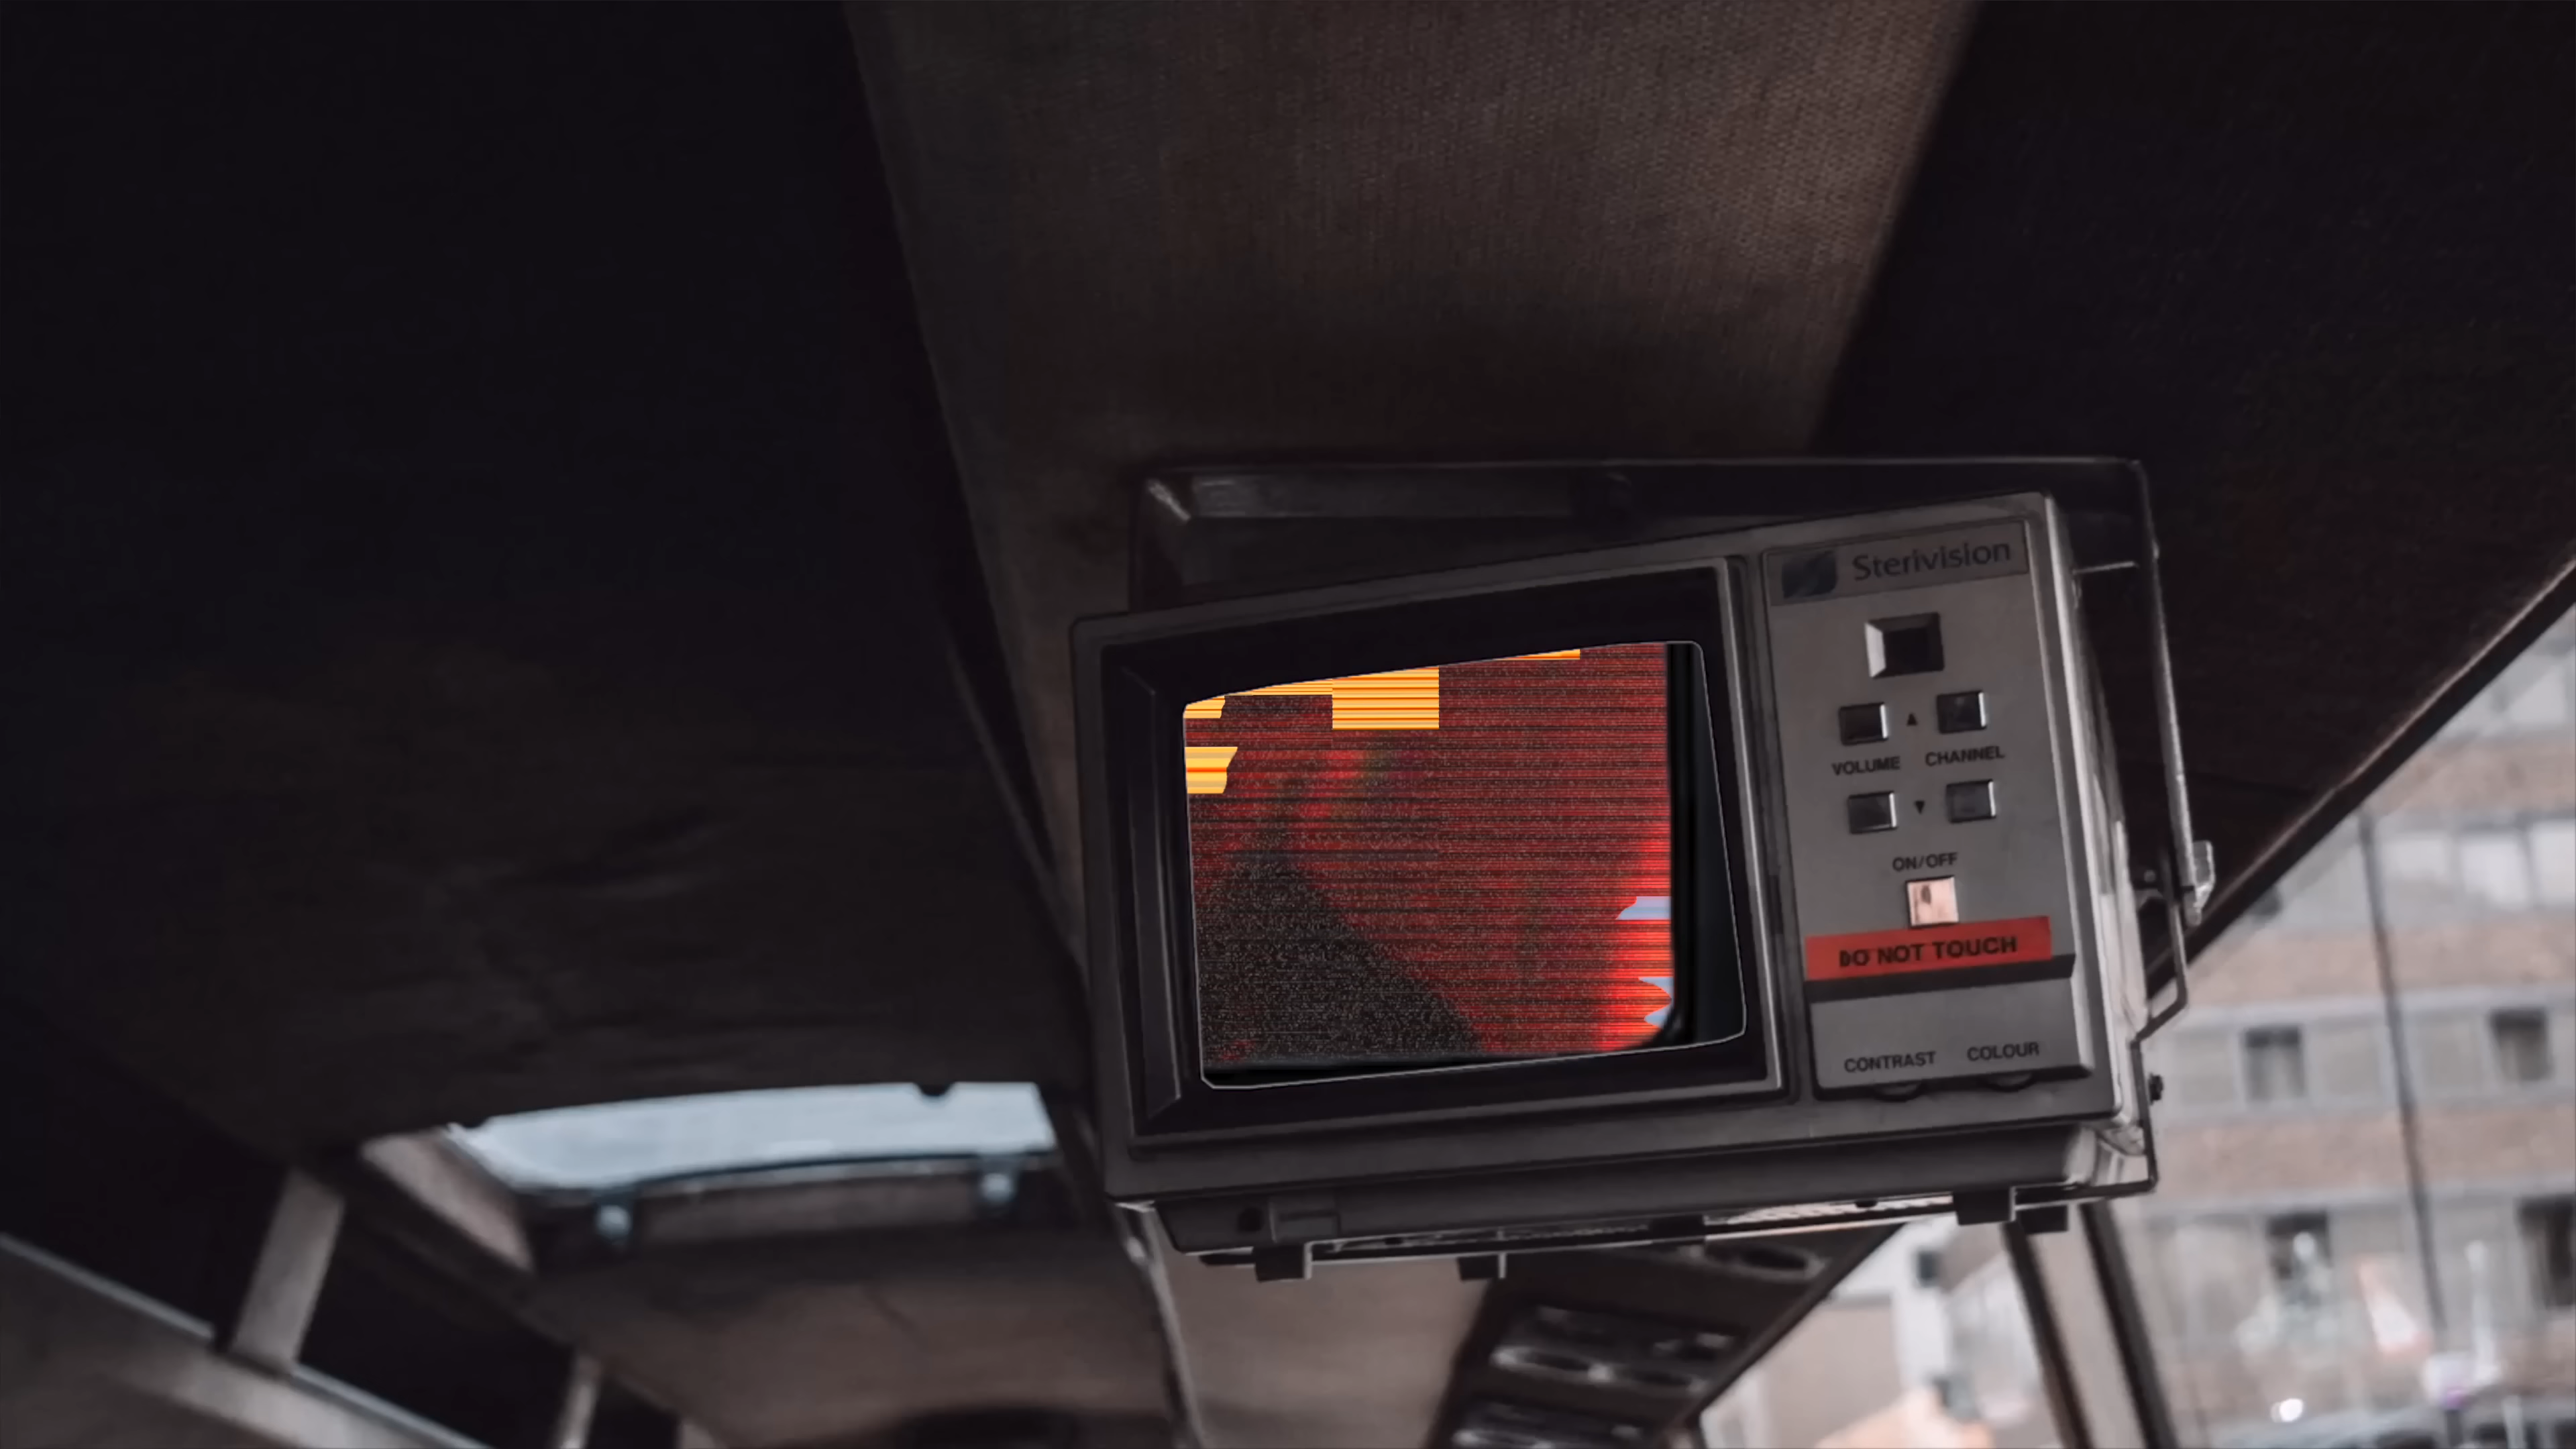 Sterivision
VOLUME ▲ CHANNEL
▼
ON/OFF
DO NOT TOUCH
CONTRAST COLOUR